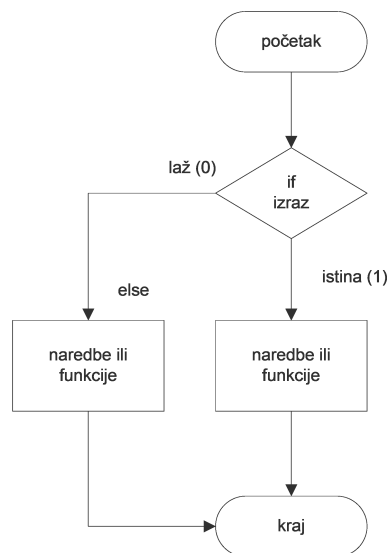 početak
laž (0)
if
izraz
istina (1)
else
naredbe ili
funkcije
naredbe ili
funkcije
kraj